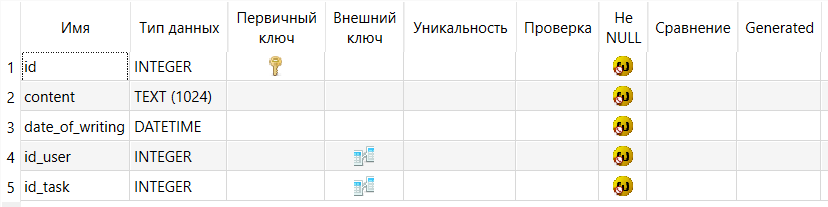 Имя Тип данных Первичный ключ Внешний ключ Уникальность Проверка Не NULL Сравнение Generated
1 id INTEGER
2 content TEXT (1024)
3 date_of_writing DATETIME
4 id_user INTEGER
5 id_task INTEGER